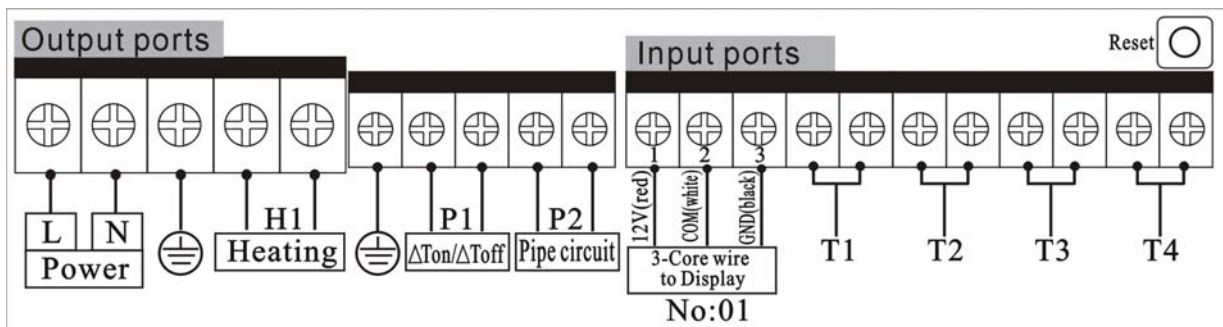 Output ports
Input ports
Reset
1 2 3
12V(red)
COM(white)
GND(black)
L N
Power
H1
Heating
P1
ΔTon/ΔToff
P2
Pipe circuit
3-Core wire
to Display
No:01
T1 T2 T3 T4